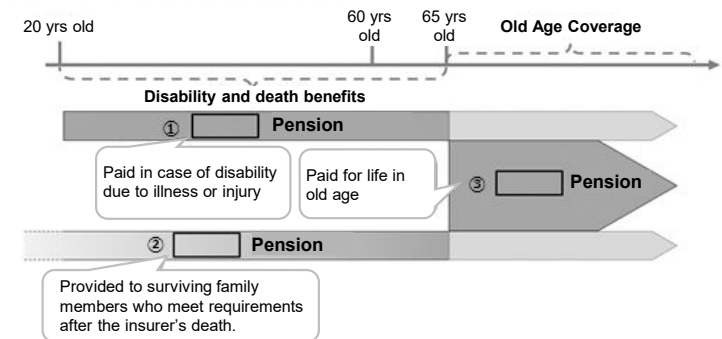 20 yrs old
60 yrs
old
65 yrs
old
Old Age Coverage
Disability and death benefits
① Pension
Paid in case of disability
due to illness or injury
Paid for life in
old age
③ Pension
② Pension
Provided to surviving family
members who meet requirements
after the insurer's death.